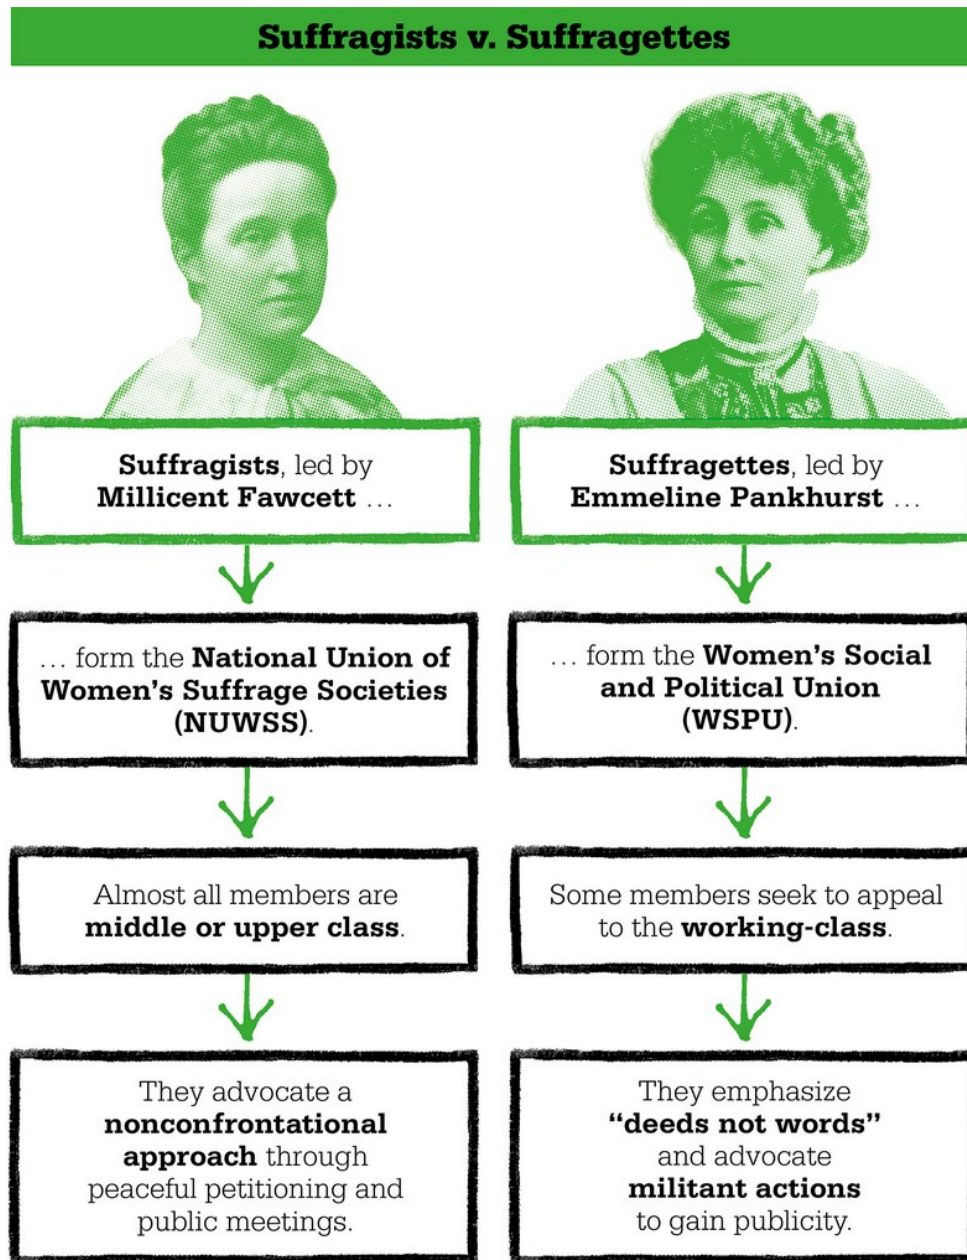 Suffragists v. Suffragettes
Suffragists, led by
Millicent Fawcett …
… form the National Union of
Women’s Suffrage Societies
(NUWSS).
Almost all members are
middle or upper class.
They advocate a
nonconfrontational
approach through
peaceful petitioning and
public meetings.
Suffragettes, led by
Emmeline Pankhurst …
… form the Women’s Social
and Political Union
(WSPU).
Some members seek to appeal
to the working-class.
They emphasize
“deeds not words”
and advocate
militant actions
to gain publicity.